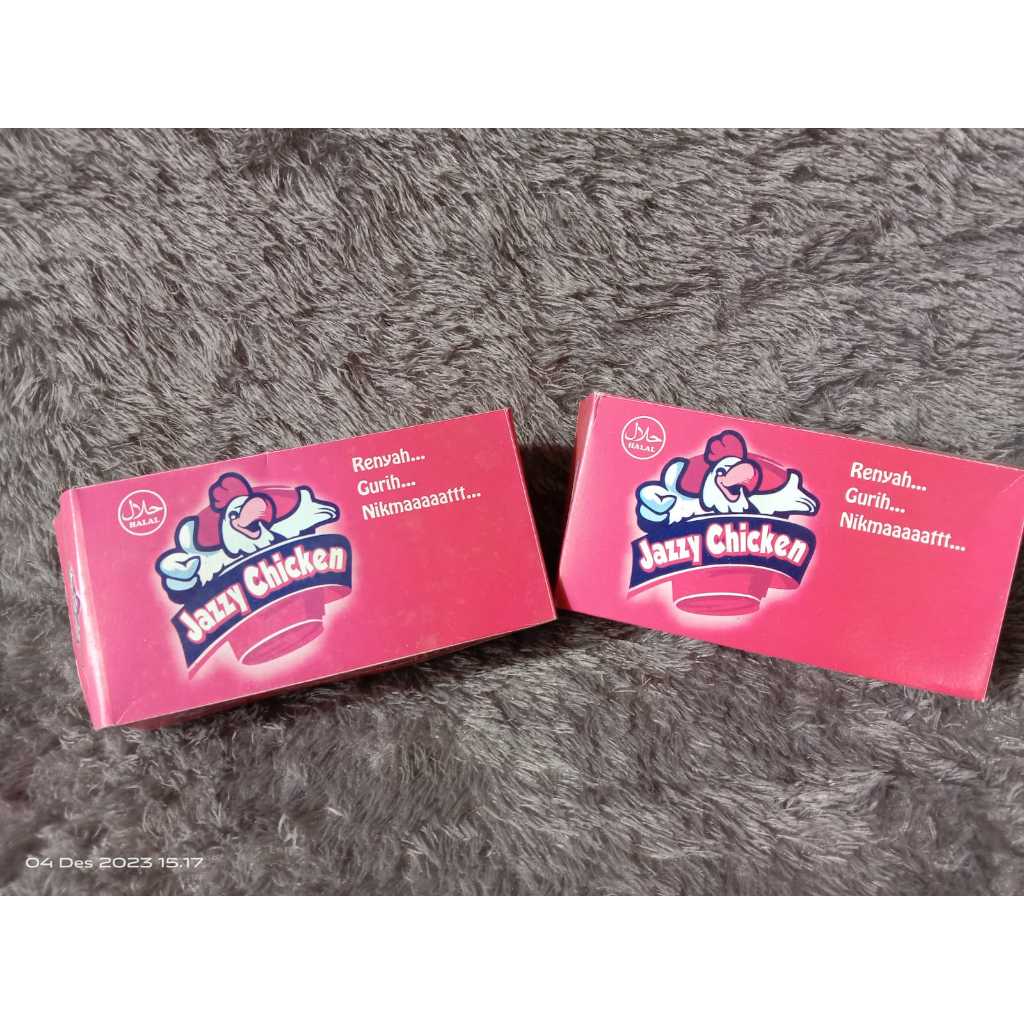 حلال
HALAL
Jazzy Chicken
Renyah...
Gurih...
Nikmaaaaattt...
حلال
HALAL
Jazzy Chicken
Renyah...
Gurih...
Nikmaaaaattt...
04 Des 2023 15.17